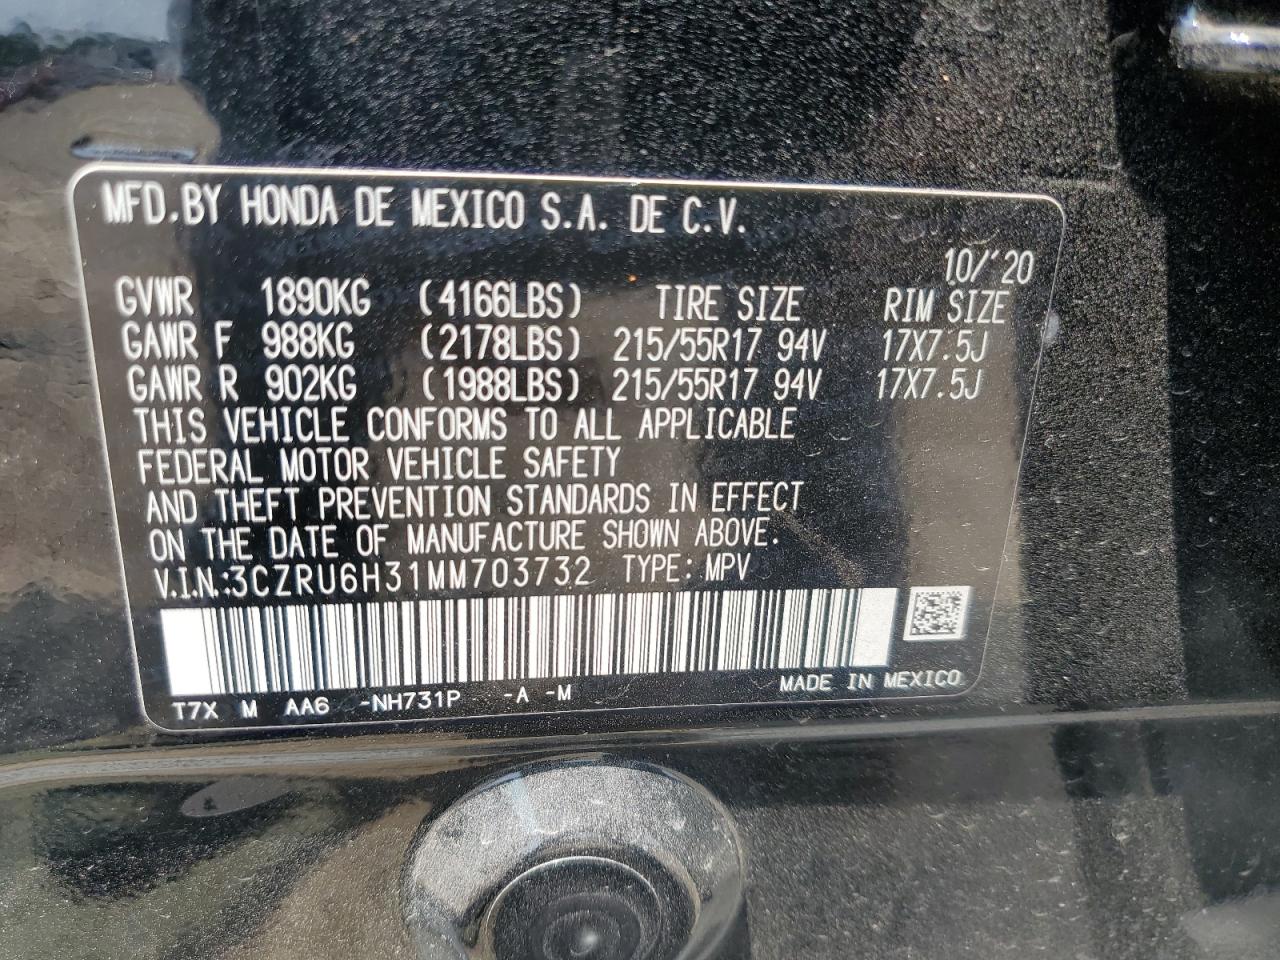 MFD.BY HONDA DE MEXICO S.A. DE C.V.
10/'20
GVWR 1890KG (4166LBS) TIRE SIZE RIM SIZE
GAWR F 988KG (2178LBS) 215/55R17 94V 17X7.5J
GAWR R 902KG (1988LBS) 215/55R17 94V 17X7.5J
THIS VEHICLE CONFORMS TO ALL APPLICABLE
FEDERAL MOTOR VEHICLE SAFETY
AND THEFT PREVENTION STANDARDS IN EFFECT
ON THE DATE OF MANUFACTURE SHOWN ABOVE.
V.I.N.:3CZRU6H31MM703732 TYPE: MPV
MADE IN MEXICO
T7X M AA6 -NH731P -A -M